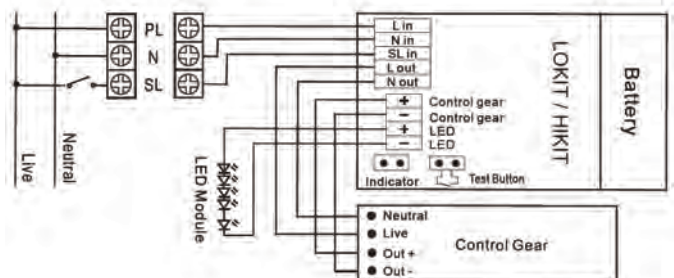 PL
N
SL
Live
Neutral
LED Module
L in
N in
SL in
L out
N out
+ Control gear
− Control gear
+ LED
− LED
Indicator
Test Button
LOKIT / HIKIT
Battery
Neutral
Live
Out +
Out -
Control Gear